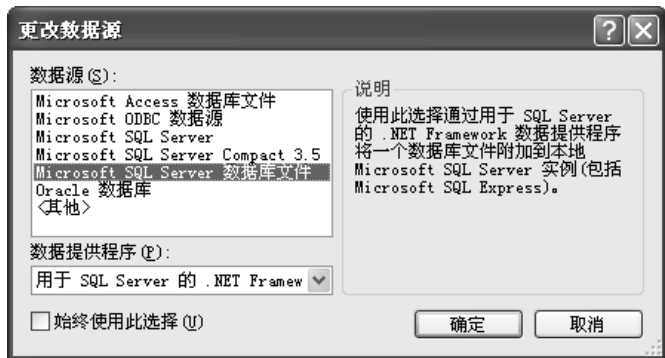 更改数据源
数据源(S):
Microsoft Access 数据库文件
Microsoft ODBC 数据源
Microsoft SQL Server
Microsoft SQL Server Compact 3.5
Microsoft SQL Server 数据库文件
Oracle 数据库
<其他>
数据提供程序(P):
用于 SQL Server 的 .NET Framew
始终使用此选择(U)
说明
使用此选择通过用于 SQL Server
的 .NET Framework 数据提供程序
将一个数据库文件附加到本地
Microsoft SQL Server 实例(包括
Microsoft SQL Express)。
确定
取消